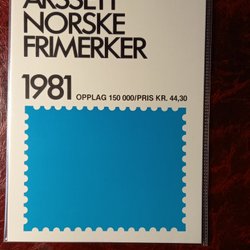 ÅRSSETT
NORSKE
FRIMERKER
1981 OPPLAG 150 000/PRIS KR. 44,30